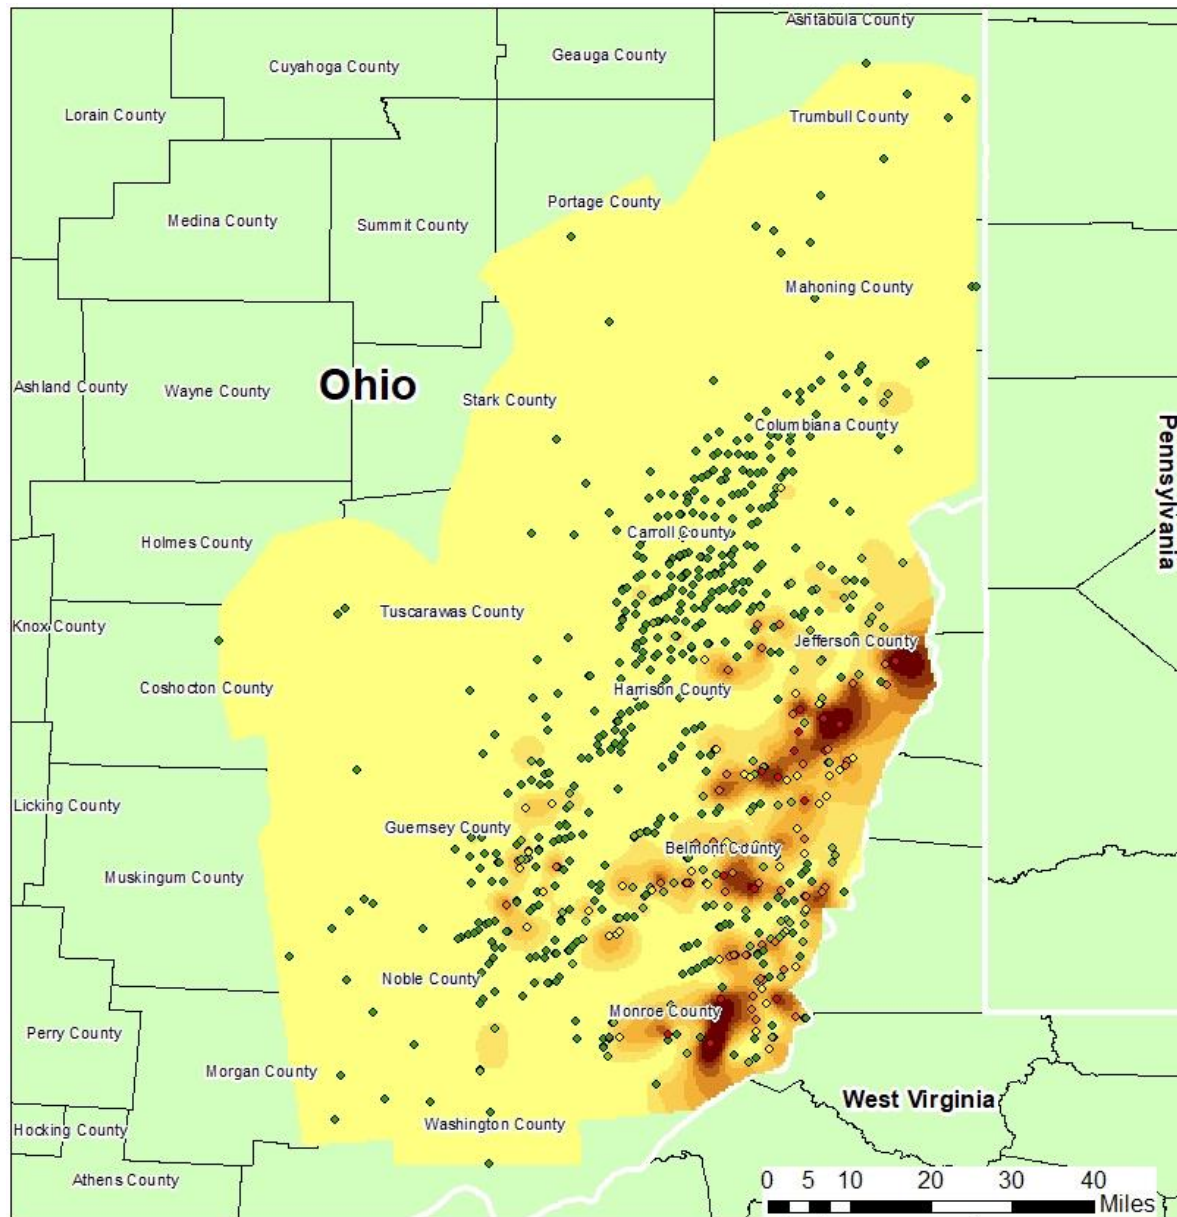 Ashtabula County
Geauga County
Cuyahoga County
Lorain County
Trumbull County
Portage County
Medina County
Summit County
Mahoning County
Ashland County
Wayne County
Ohio
Stark County
Columbiana County
Pennsylvania
Carroll County
Holmes County
Tuscarawas County
Knox County
Jefferson County
Coshocton County
Harrison County
Licking County
Guernsey County
Belmont County
Muskingum County
Noble County
Monroe County
Perry County
Morgan County
West Virginia
Washington County
Hocking County
Athens County
0 5 10 20 30 40
Miles